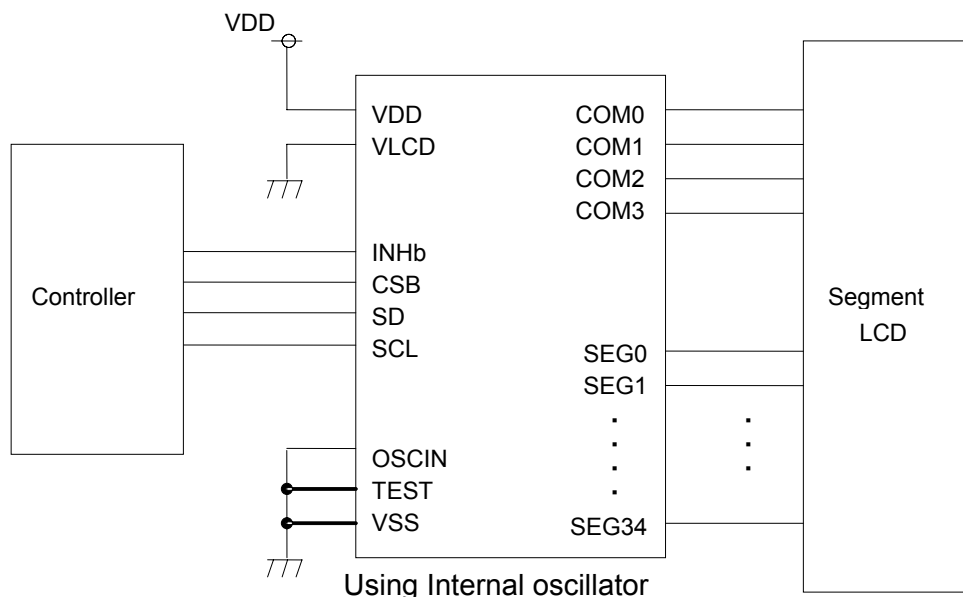 VDD
VDD
VLCD
INHb
CSB
SD
SCL
OSCIN
TEST
VSS
COM0
COM1
COM2
COM3
SEG0
SEG1
SEG34
Controller
Segment
LCD
Using Internal oscillator